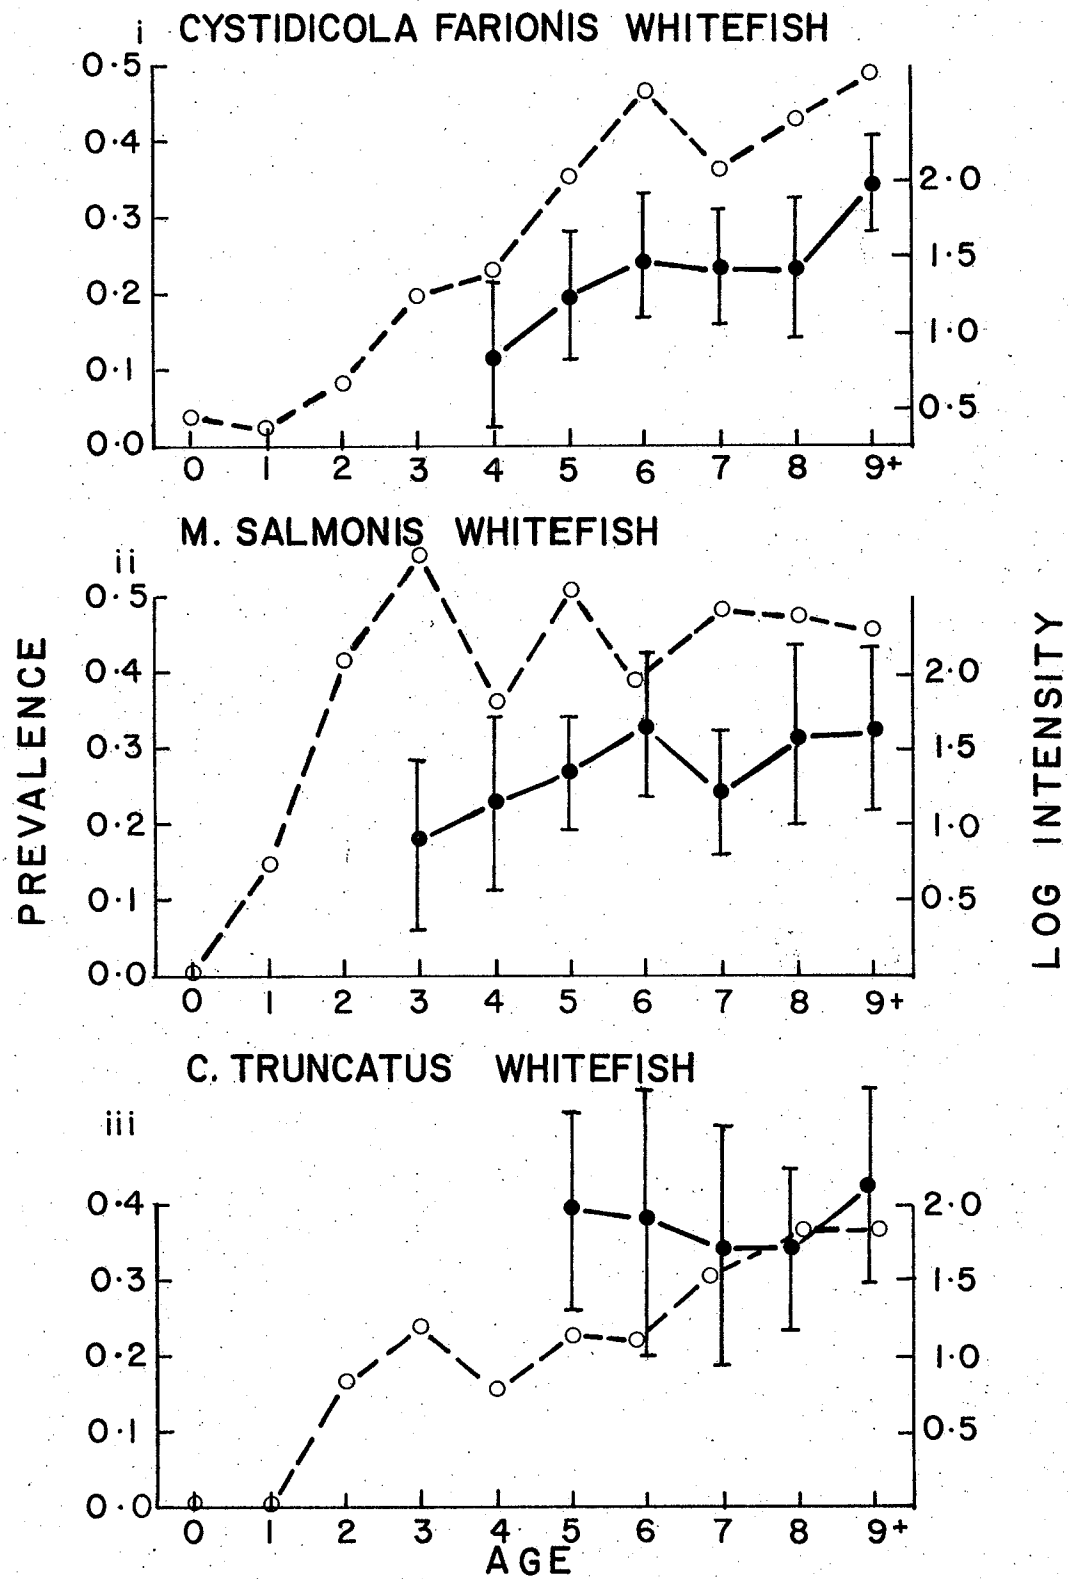 i CYSTIDICOLA FARIONIS WHITEFISH
0.5
0.4
0.3
0.2
0.1
0.0
2.0
1.5
1.0
0.5
0 1 2 3 4 5 6 7 8 9+
M. SALMONIS WHITEFISH
ii
0.5
0.4
0.3
0.2
0.1
0.0
2.0
1.5
1.0
0.5
0 1 2 3 4 5 6 7 8 9+
PREVALENCE
LOG INTENSITY
C. TRUNCATUS WHITEFISH
iii
0.4
0.3
0.2
0.1
0.0
2.0
1.5
1.0
0.5
0 1 2 3 4 5 6 7 8 9+
AGE